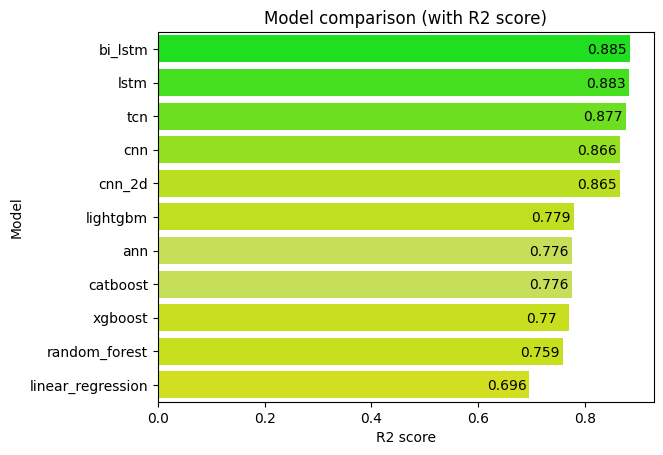 Model comparison (with R2 score)
Model
bi_lstm 0.885
lstm 0.883
tcn 0.877
cnn 0.866
cnn_2d 0.865
lightgbm 0.779
ann 0.776
catboost 0.776
xgboost 0.77
random_forest 0.759
linear_regression 0.696
0.0 0.2 0.4 0.6 0.8
R2 score